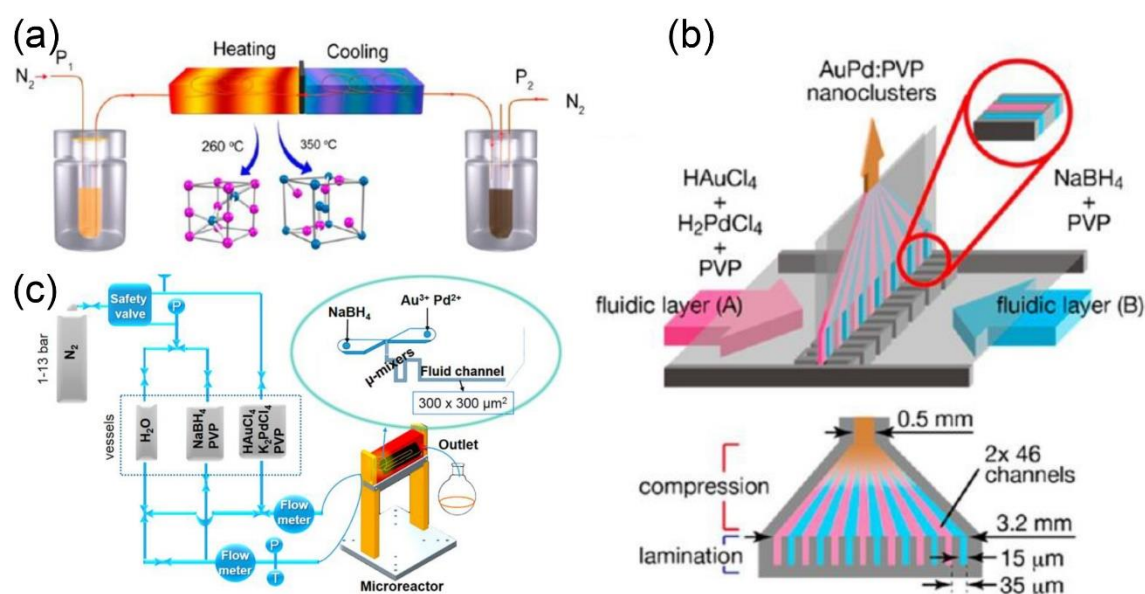 (a)
Heating
Cooling
P1
N2
P2
N2
260 °C
350 °C
(b)
AuPd:PVP
nanoclusters
HAuCl4
+
H2PdCl4
+
PVP
NaBH4
+
PVP
fluidic layer (A)
fluidic layer (B)
0.5 mm
2x 46
channels
compression
3.2 mm
lamination
15 µm
35 µm
(c)
Safety
valve
P
N2
1-13 bar
NaBH4
Au3+ Pd2+
µ-mixers
Fluid channel
300 x 300 µm2
vessels
H2O
NaBH4
PVP
HAuCl4
K2PdCl4
PVP
Outlet
Flow
meter
Flow
meter
P
T
Microreactor